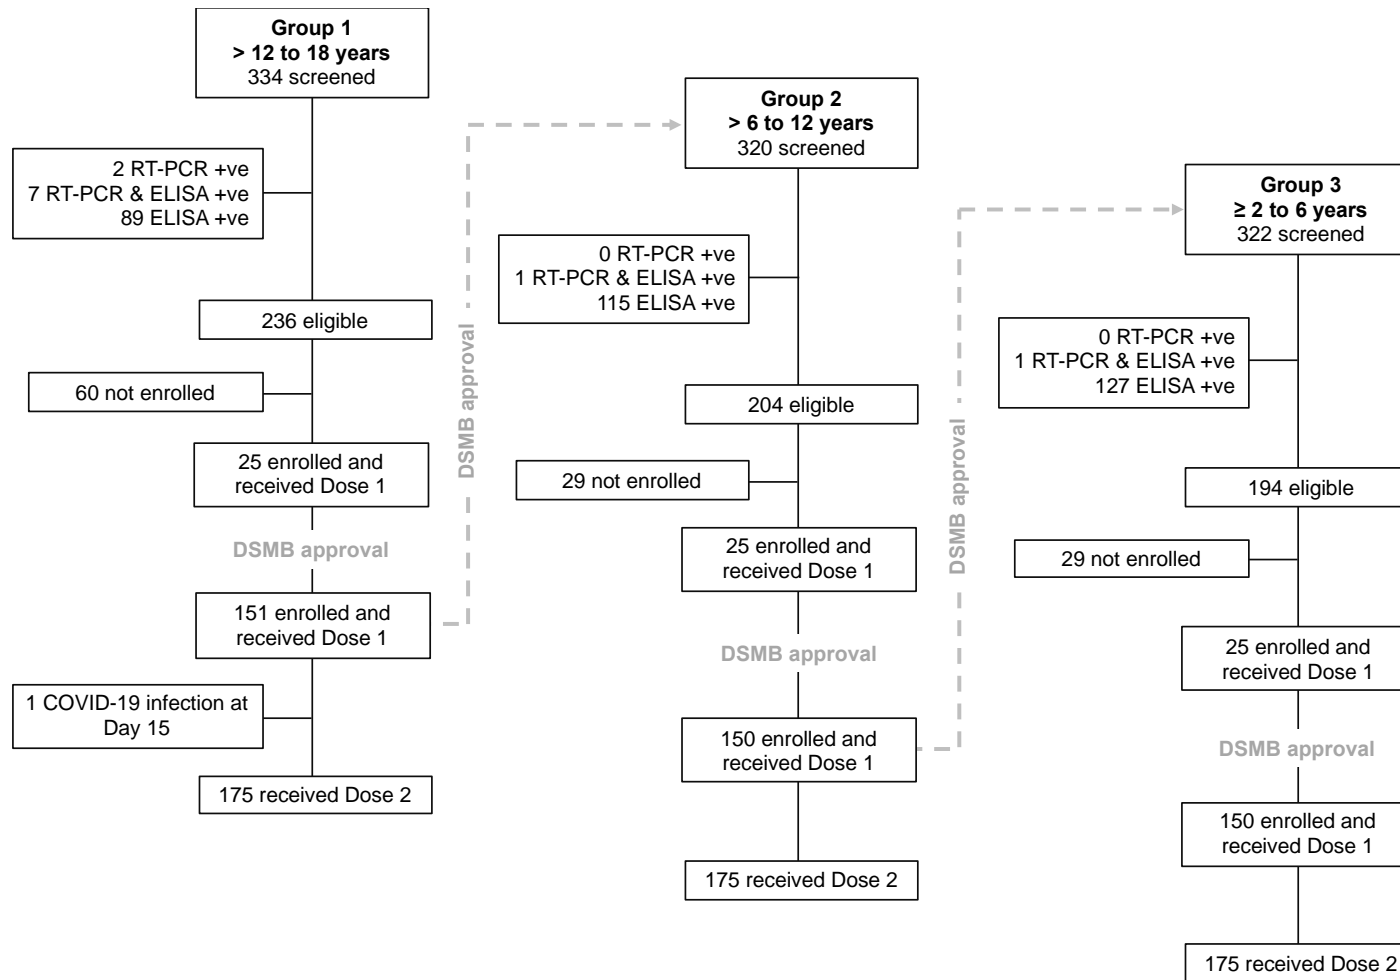 Group 1
> 12 to 18 years
334 screened
2 RT-PCR +ve
7 RT-PCR & ELISA +ve
89 ELISA +ve
236 eligible
60 not enrolled
25 enrolled and
received Dose 1
DSMB approval
151 enrolled and
received Dose 1
1 COVID-19 infection at
Day 15
175 received Dose 2
DSMB approval
Group 2
> 6 to 12 years
320 screened
0 RT-PCR +ve
1 RT-PCR & ELISA +ve
115 ELISA +ve
204 eligible
29 not enrolled
25 enrolled and
received Dose 1
DSMB approval
150 enrolled and
received Dose 1
175 received Dose 2
DSMB approval
Group 3
≥ 2 to 6 years
322 screened
0 RT-PCR +ve
1 RT-PCR & ELISA +ve
127 ELISA +ve
194 eligible
29 not enrolled
25 enrolled and
received Dose 1
DSMB approval
150 enrolled and
received Dose 1
175 received Dose 2